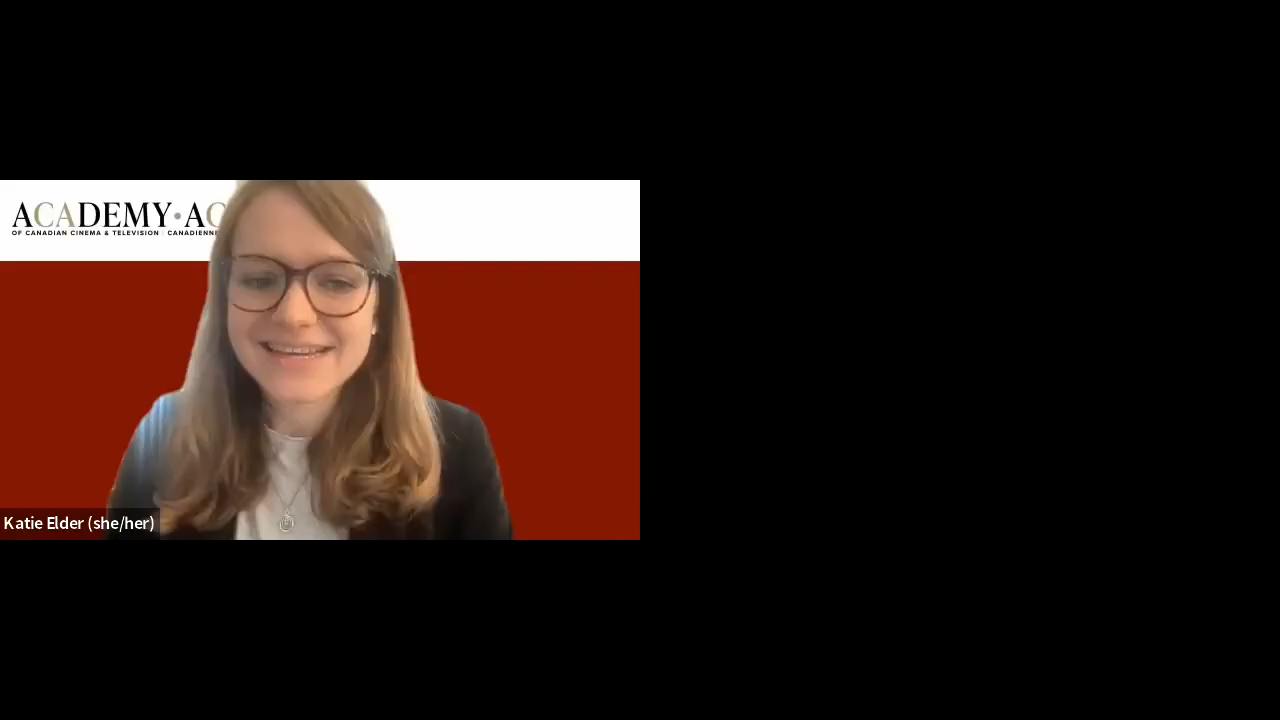 ACADEMY·AC
OF CANADIAN CINEMA & TELEVISION | CANADIENNE
Katie Elder (she/her)